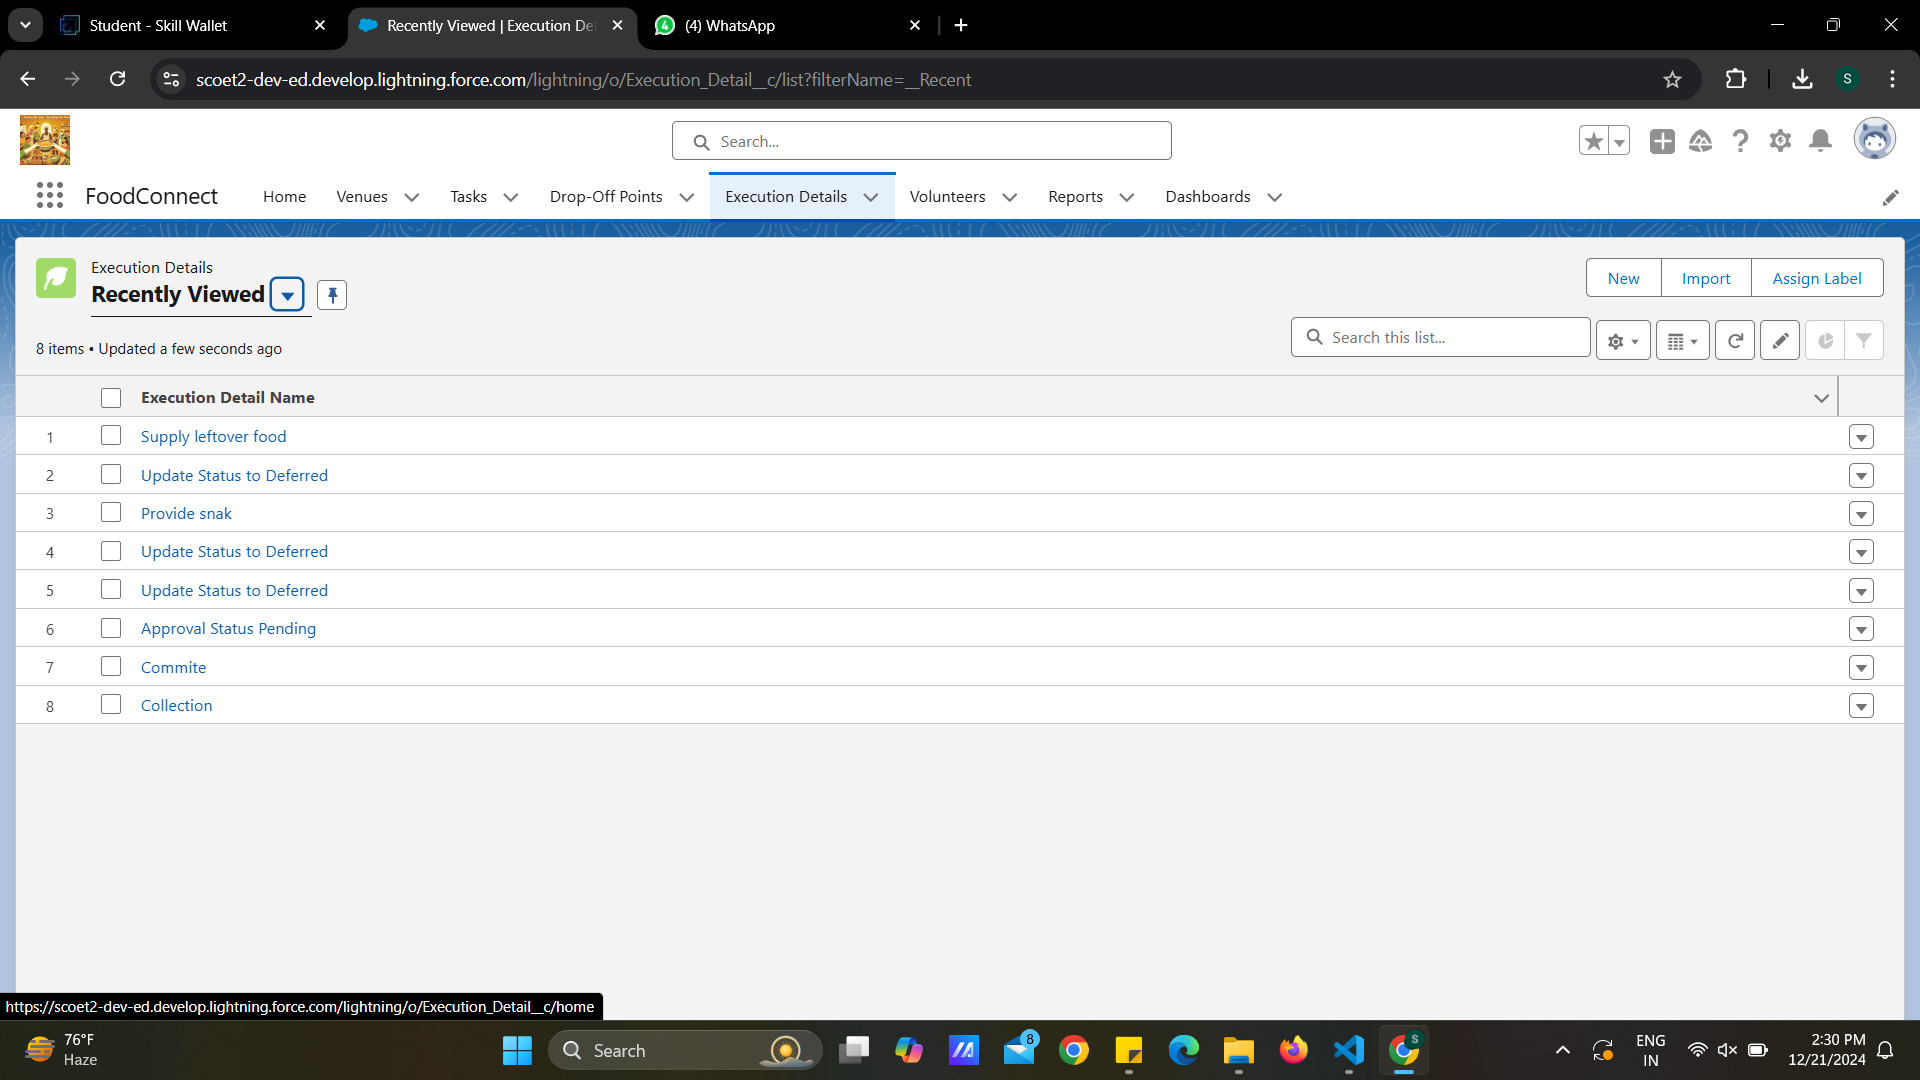 Student - Skill Wallet
Recently Viewed | Execution De
(4) WhatsApp
scoet2-dev-ed.develop.lightning.force.com/lightning/o/Execution_Detail__c/list?filterName=__Recent
S
Search...
FoodConnect
Home
Venues
Tasks
Drop-Off Points
Execution Details
Volunteers
Reports
Dashboards
Execution Details
Recently Viewed
New
Import
Assign Label
8 items • Updated a few seconds ago
Search this list...
Execution Detail Name
1 Supply leftover food
2 Update Status to Deferred
3 Provide snak
4 Update Status to Deferred
5 Update Status to Deferred
6 Approval Status Pending
7 Commite
8 Collection
https://scoet2-dev-ed.develop.lightning.force.com/lightning/o/Execution_Detail__c/home
76°F
Haze
Search
8
S
ENG
IN
2:30 PM
12/21/2024